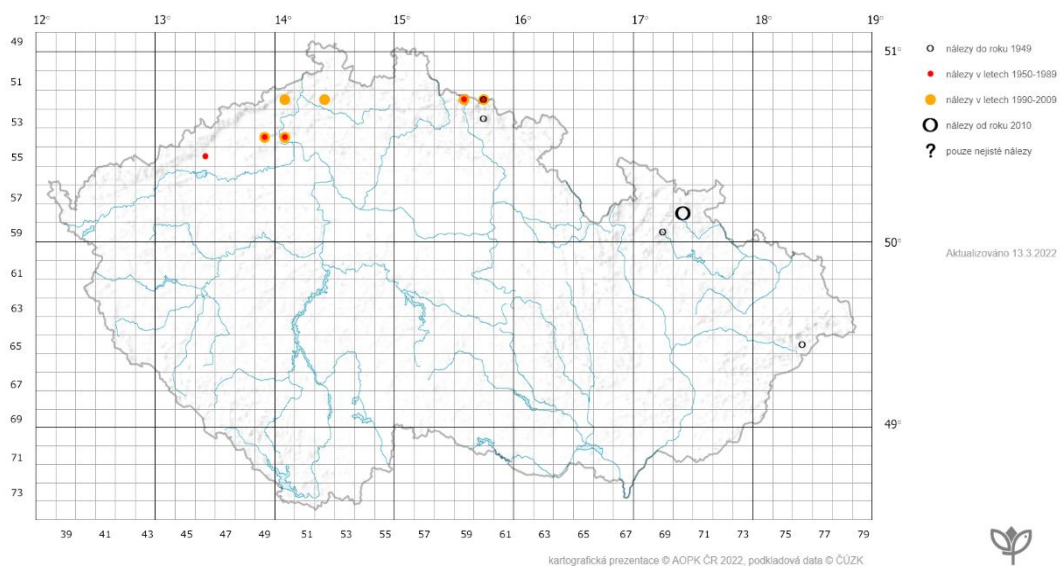 12° 13 14 15 16 17 18 19°
49
51
53
55
57
59
61
63
65
67
69
71
73
51°
50°
49°
39 41 45 47 49 51 53 55 57 59 61 63 65 67 69 71 73 75 77 79
nálezy do roku 1949
nálezy v letech 1950-1989
nálezy v letech 1990-2009
nálezy od roku 2010
? pouze nejisté nálezy
Aktualizováno 13.3.2022
kartografická prezentace © AOPK ČR 2022, podkladová data © ČÚZK